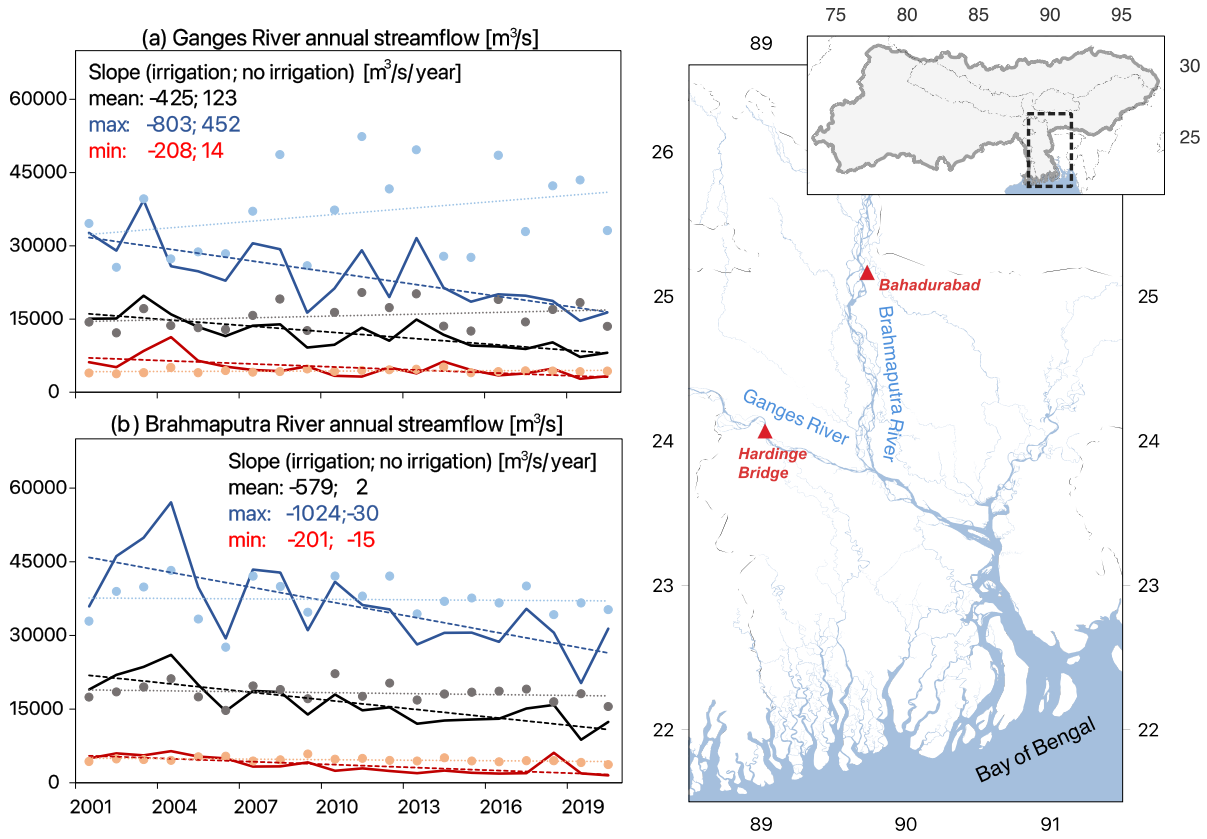 (a) Ganges River annual streamflow [m³/s]
Slope (irrigation; no irrigation) [m³/s/year]
mean: -425; 123
max: -803; 452
min: -208; 14
60000
45000
30000
15000
0
(b) Brahmaputra River annual streamflow [m³/s]
Slope (irrigation; no irrigation) [m³/s/year]
mean: -579; 2
max: -1024;-30
min: -201; -15
60000
45000
30000
15000
0
2001 2004 2007 2010 2013 2016 2019
75 80 85 90 95
89
30
25
26
25
25
24
24
23
23
22
22
Bahadurabad
Brahmaputra River
Ganges River
Hardinge
Bridge
Bay of Bengal
89 90 91